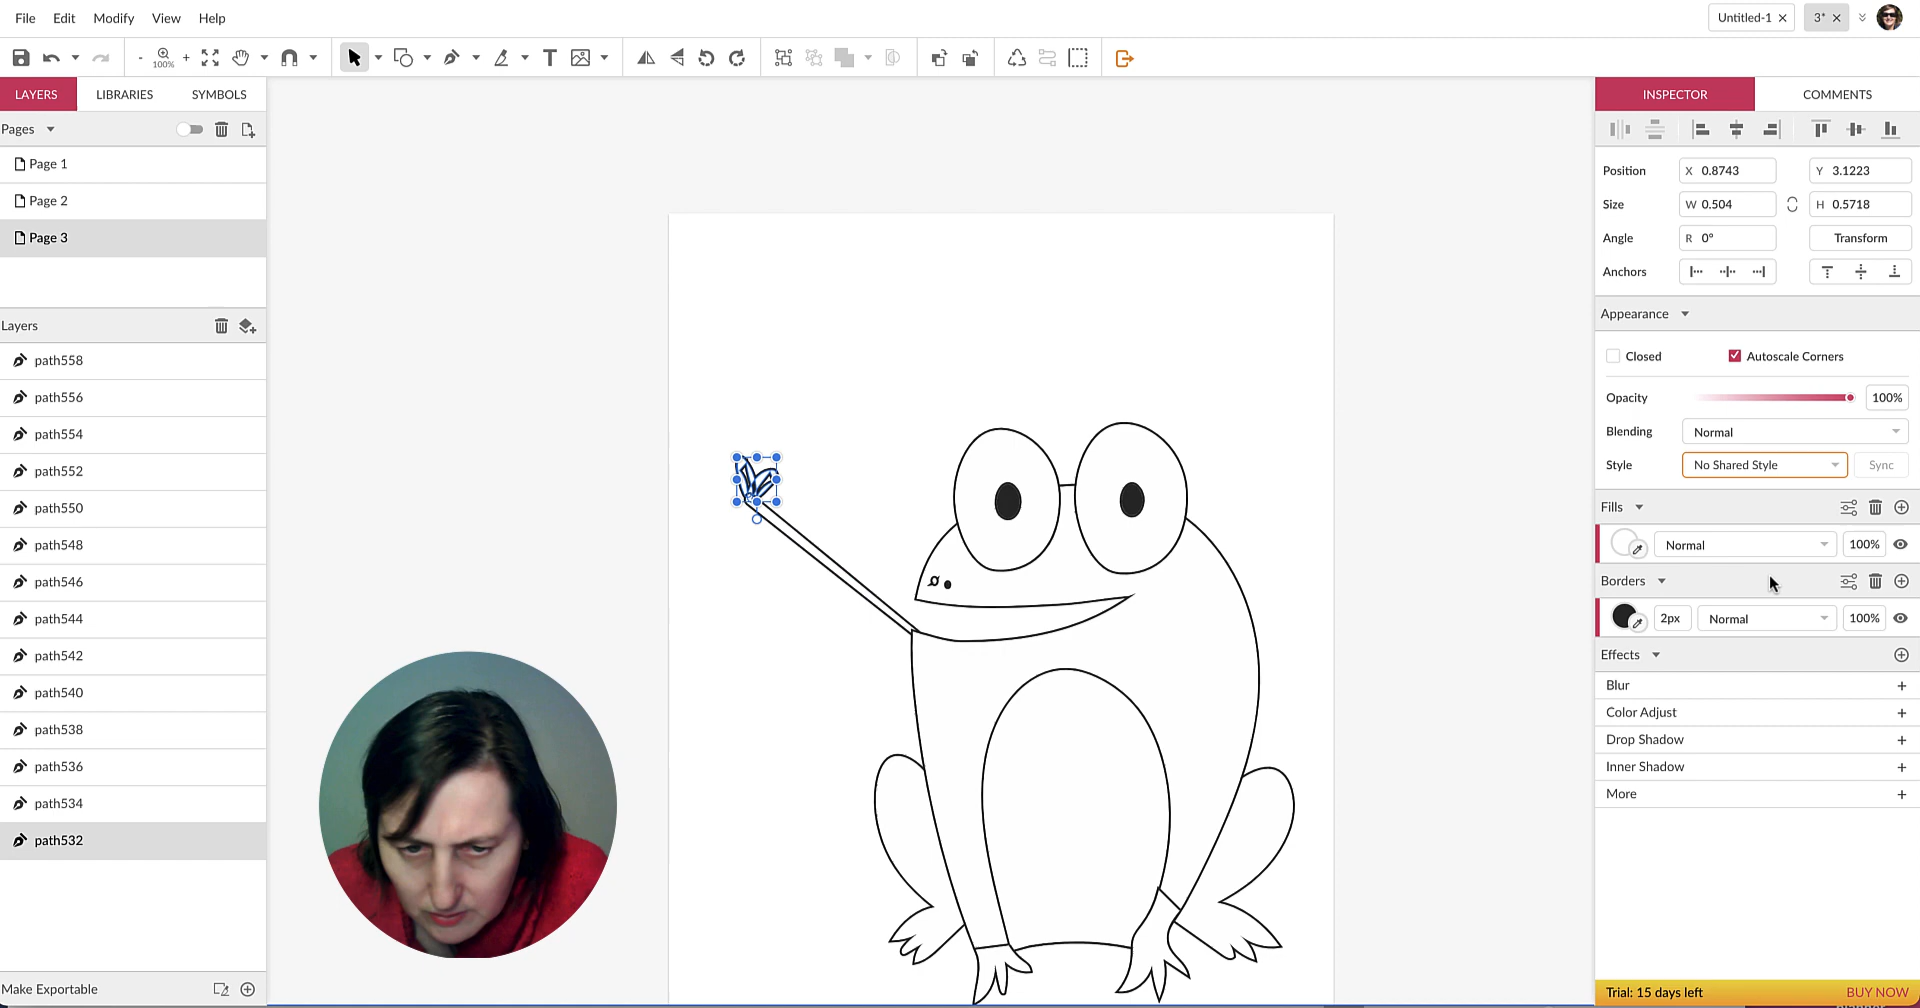 File Edit Modify View Help
Untitled-1 3*
- 100% +
LAYERS LIBRARIES SYMBOLS
Pages
Page 1
Page 2
Page 3
Layers
path558
path556
path554
path552
path550
path548
path546
path544
path542
path540
path538
path536
path534
path532
Make Exportable
INSPECTOR COMMENTS
Position X 0.8743 Y 3.1223
Size W 0.504 H 0.5718
Angle R 0° Transform
Anchors
Appearance
Closed Autoscale Corners
Opacity 100%
Blending Normal
Style No Shared Style Sync
Fills
Normal 100%
Borders
2px Normal 100%
Effects
Blur +
Color Adjust +
Drop Shadow +
Inner Shadow +
More +
Trial: 15 days left BUY NOW